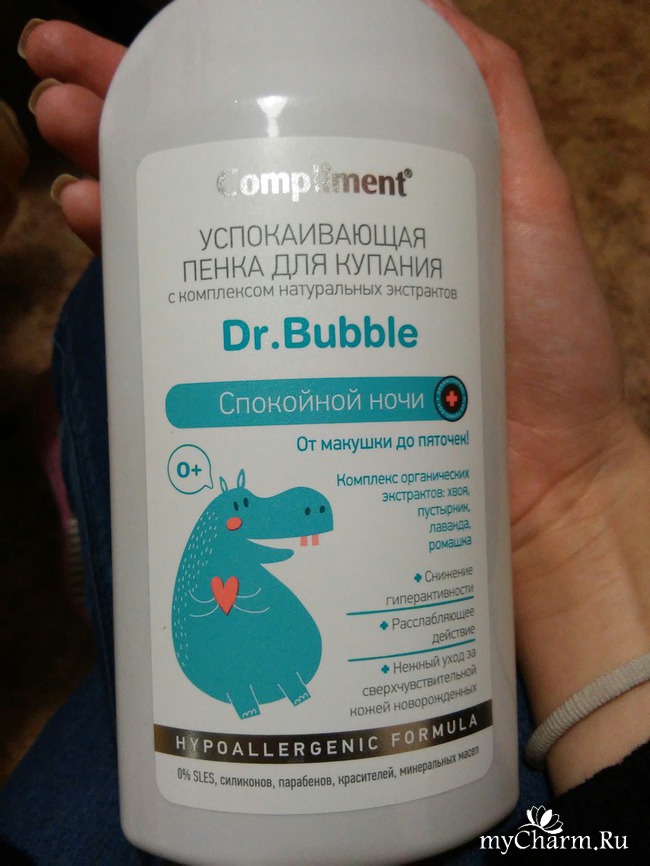 Compliment®
УСПОКАИВАЮЩАЯ
ПЕНКА ДЛЯ КУПАНИЯ
с комплексом натуральных экстрактов
Dr.Bubble
Спокойной ночи
От макушки до пяточек!
0+
Комплекс органических
экстрактов: хвоя,
пустырник,
лаванда,
ромашка
+ Снижение
гиперактивности
+ Расслабляющее
действие
+ Нежный уход за
сверхчувствительной
кожей новорожденных
HYPOALLERGENIC FORMULA
0% SLES, силиконов, парабенов, красителей, минеральных масел
myCharm.Ru